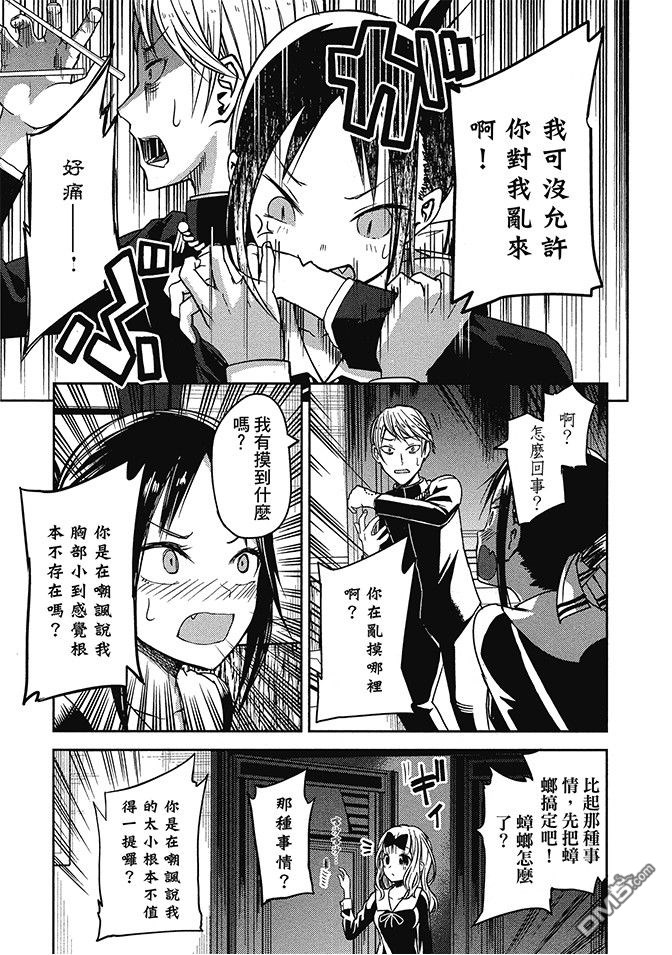 我可沒允許
你對我亂來
啊！
好痛——！
啊？
怎麼回事？
你在亂摸哪裡
啊？
我有摸到什麼
嗎？
你是在嘲諷說我
胸部小到感覺根
本不存在嗎？
比起那種事
情，先把蟑
螂搞定吧！
蟑螂怎麼
了？
那種事情？
你是在嘲諷說我
的太小根本不值
得一提囉？